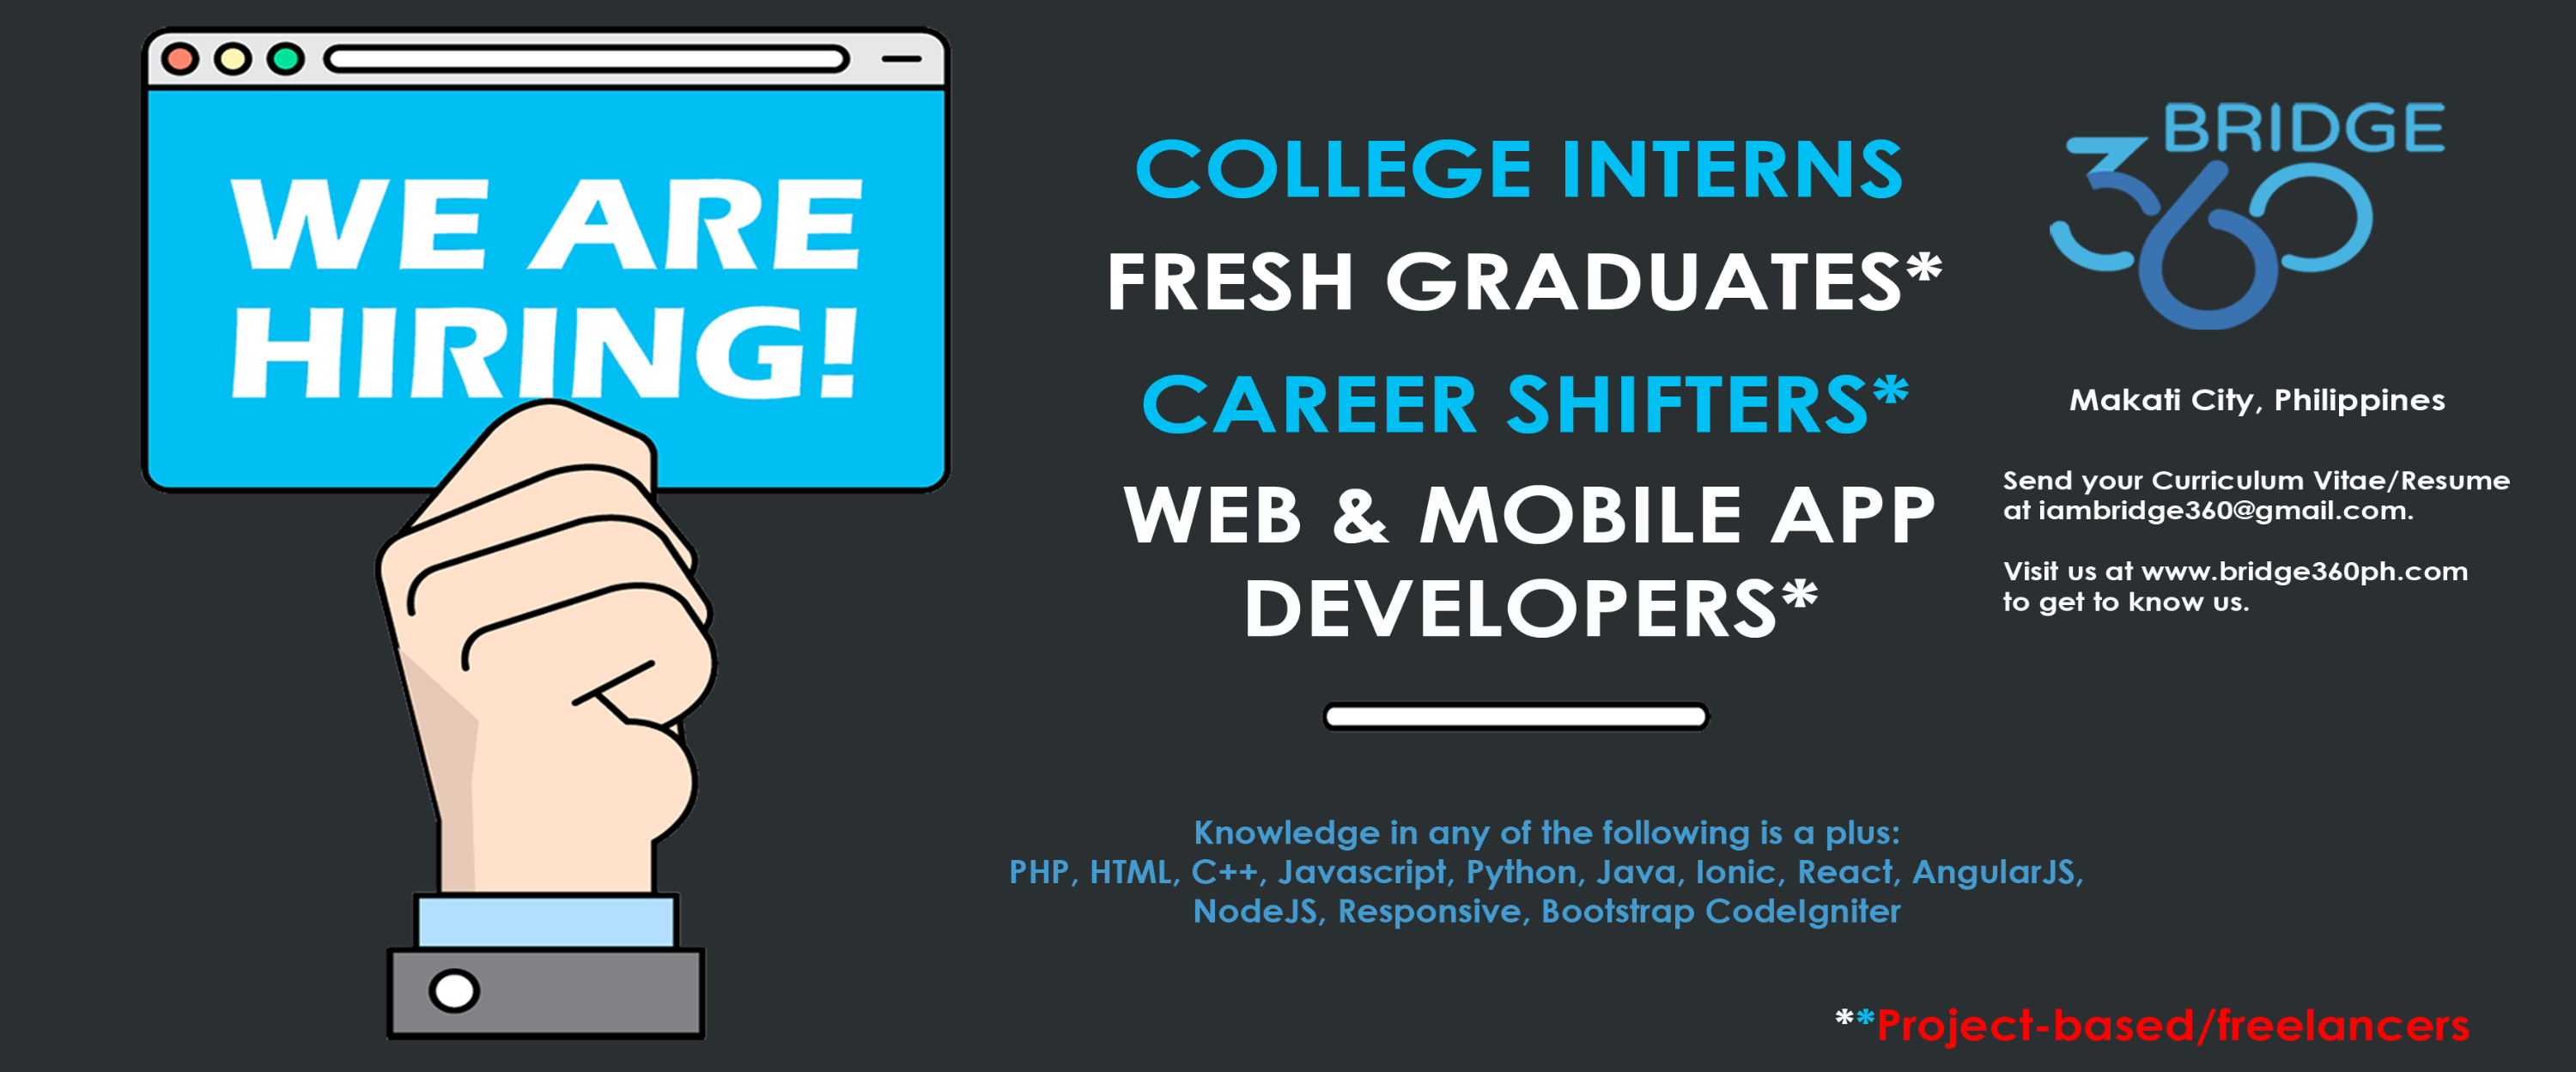 WE ARE
HIRING!
COLLEGE INTERNS
FRESH GRADUATES*
CAREER SHIFTERS*
WEB & MOBILE APP
DEVELOPERS*
Knowledge in any of the following is a plus:
PHP, HTML, C++, Javascript, Python, Java, Ionic, React, AngularJS,
NodeJS, Responsive, Bootstrap CodeIgniter
BRIDGE
360
Makati City, Philippines
Send your Curriculum Vitae/Resume
at iambridge360@gmail.com.
Visit us at www.bridge360ph.com
to get to know us.
**Project-based/freelancers